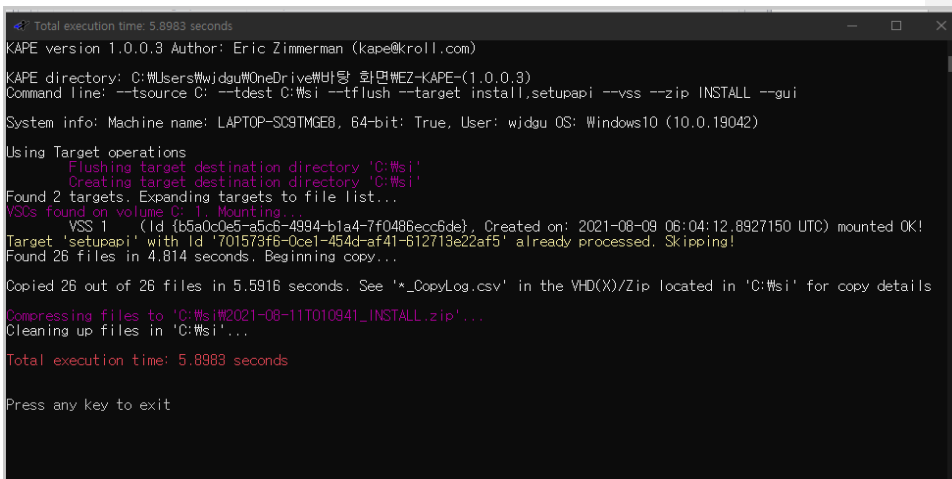 Total execution time: 5.8983 seconds
KAPE version 1.0.0.3 Author: Eric Zimmerman (kape@kroll.com)
KAPE directory: C:₩Users₩wjdgu₩OneDrive₩바탕 화면₩EZ-KAPE-(1.0.0.3)
Command line: --tsource C: --tdest C:₩si --tflush --target install,setupapi --vss --zip INSTALL --gui
System info: Machine name: LAPTOP-SC9TMGE8, 64-bit: True, User: wjdgu OS: Windows10 (10.0.19042)
Using Target operations
Flushing target destination directory 'C:₩si'
Creating target destination directory 'C:₩si'
Found 2 targets. Expanding targets to file list...
VSCs found on volume C: 1. Mounting...
VSS 1 (Id {b5a0c0e5-a5c6-4994-b1a4-7f0486ecc6de}, Created on: 2021-08-09 06:04:12.8927150 UTC) mounted OK!
Target 'setupapi' with Id '701573f6-0ce1-454d-af41-612713e22af5' already processed. Skipping!
Found 26 files in 4.814 seconds. Beginning copy...
Copied 26 out of 26 files in 5.5916 seconds. See '*_CopyLog.csv' in the VHD(X)/Zip located in 'C:₩si' for copy details
Compressing files to 'C:₩si₩2021-08-11T010941_INSTALL.zip'...
Cleaning up files in 'C:₩si'...
Total execution time: 5.8983 seconds
Press any key to exit